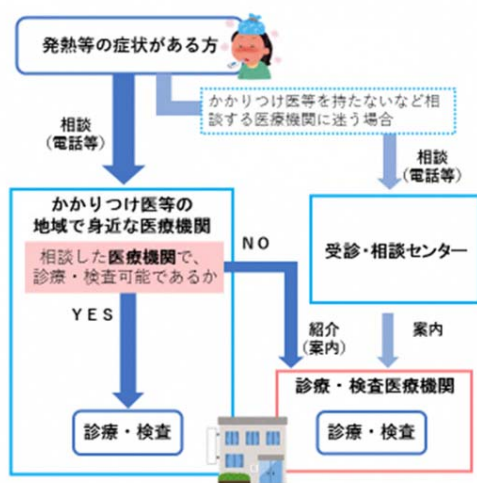 発熱等の症状がある方
かかりつけ医等を持たないなど相
談する医療機関に迷う場合
相談
(電話等)
相談
(電話等)
かかりつけ医等の
地域で身近な医療機関
相談した医療機関で、
診療・検査可能であるか
NO
受診・相談センター
YES
紹介
(案内)
案内
診療・検査医療機関
診療・検査
診療・検査